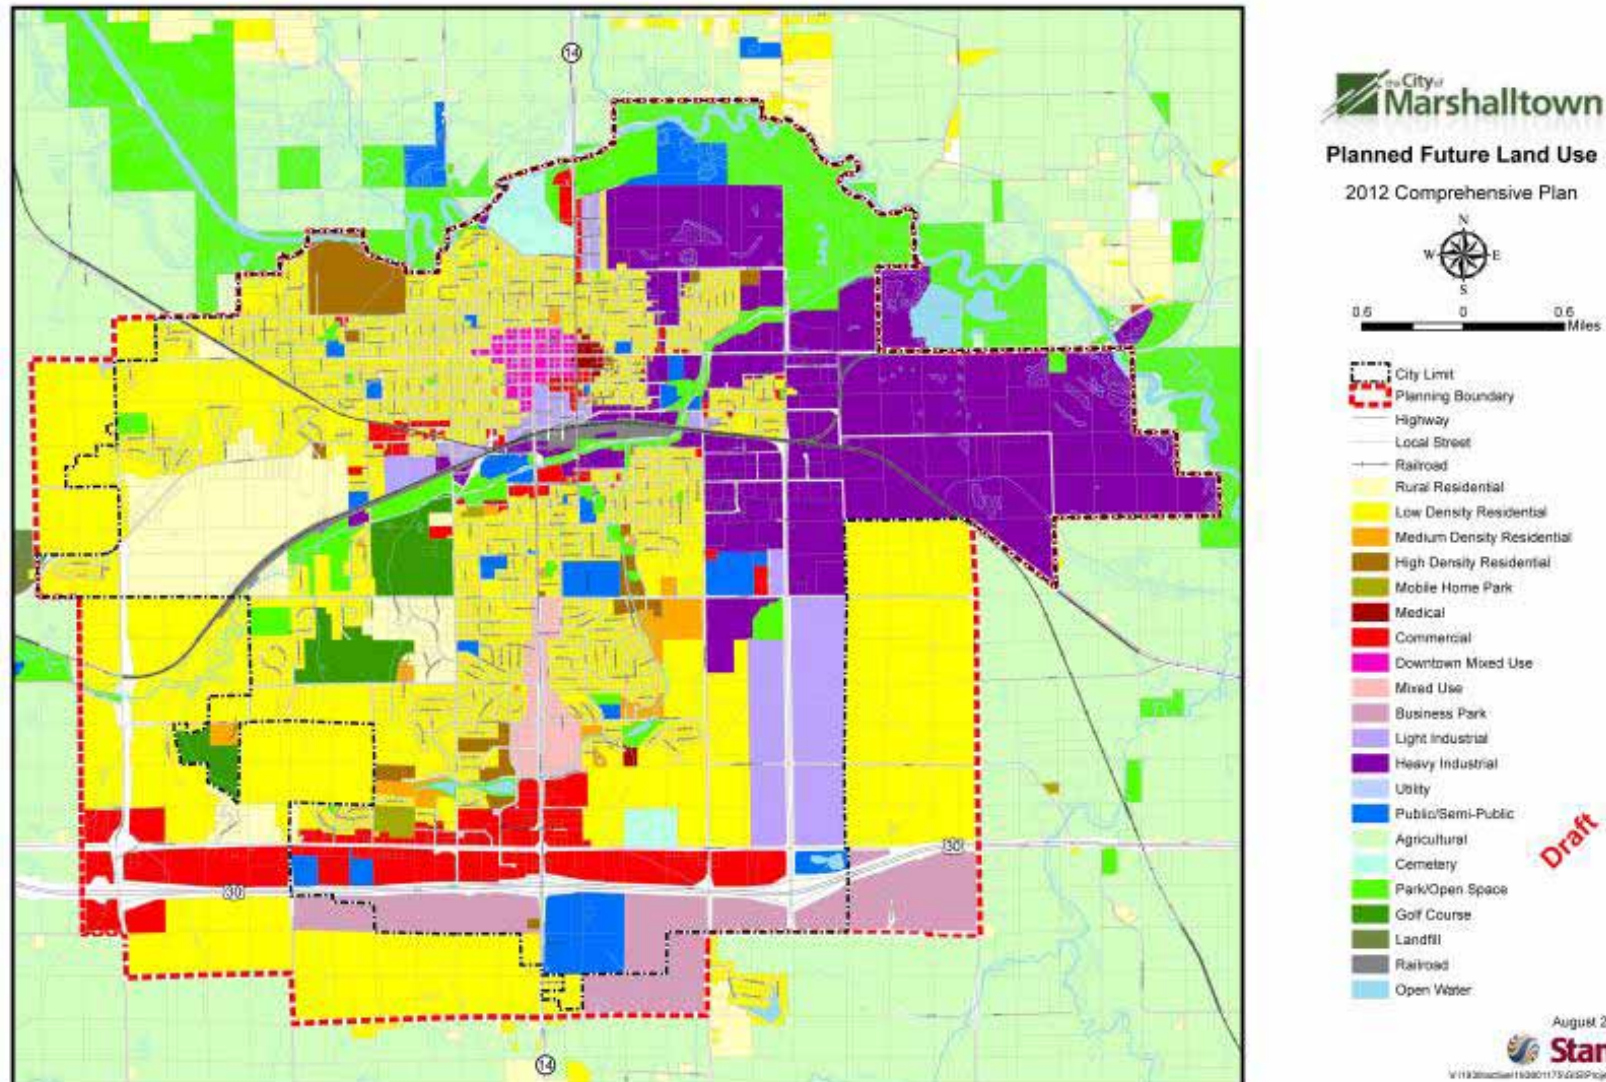 14
the City of
Marshalltown
Planned Future Land Use
2012 Comprehensive Plan
N
W
E
S
0.6
0
0.6
Miles
City Limit
Planning Boundary
Highway
Local Street
Railroad
Rural Residential
Low Density Residential
Medium Density Residential
High Density Residential
Mobile Home Park
Medical
Commercial
Downtown Mixed Use
Mixed Use
Business Park
Light Industrial
Heavy Industrial
Utility
Public/Semi-Public
Agricultural
Cemetery
Park/Open Space
Golf Course
Landfill
Railroad
Open Water
Draft
30
30
14
August 2
Stan